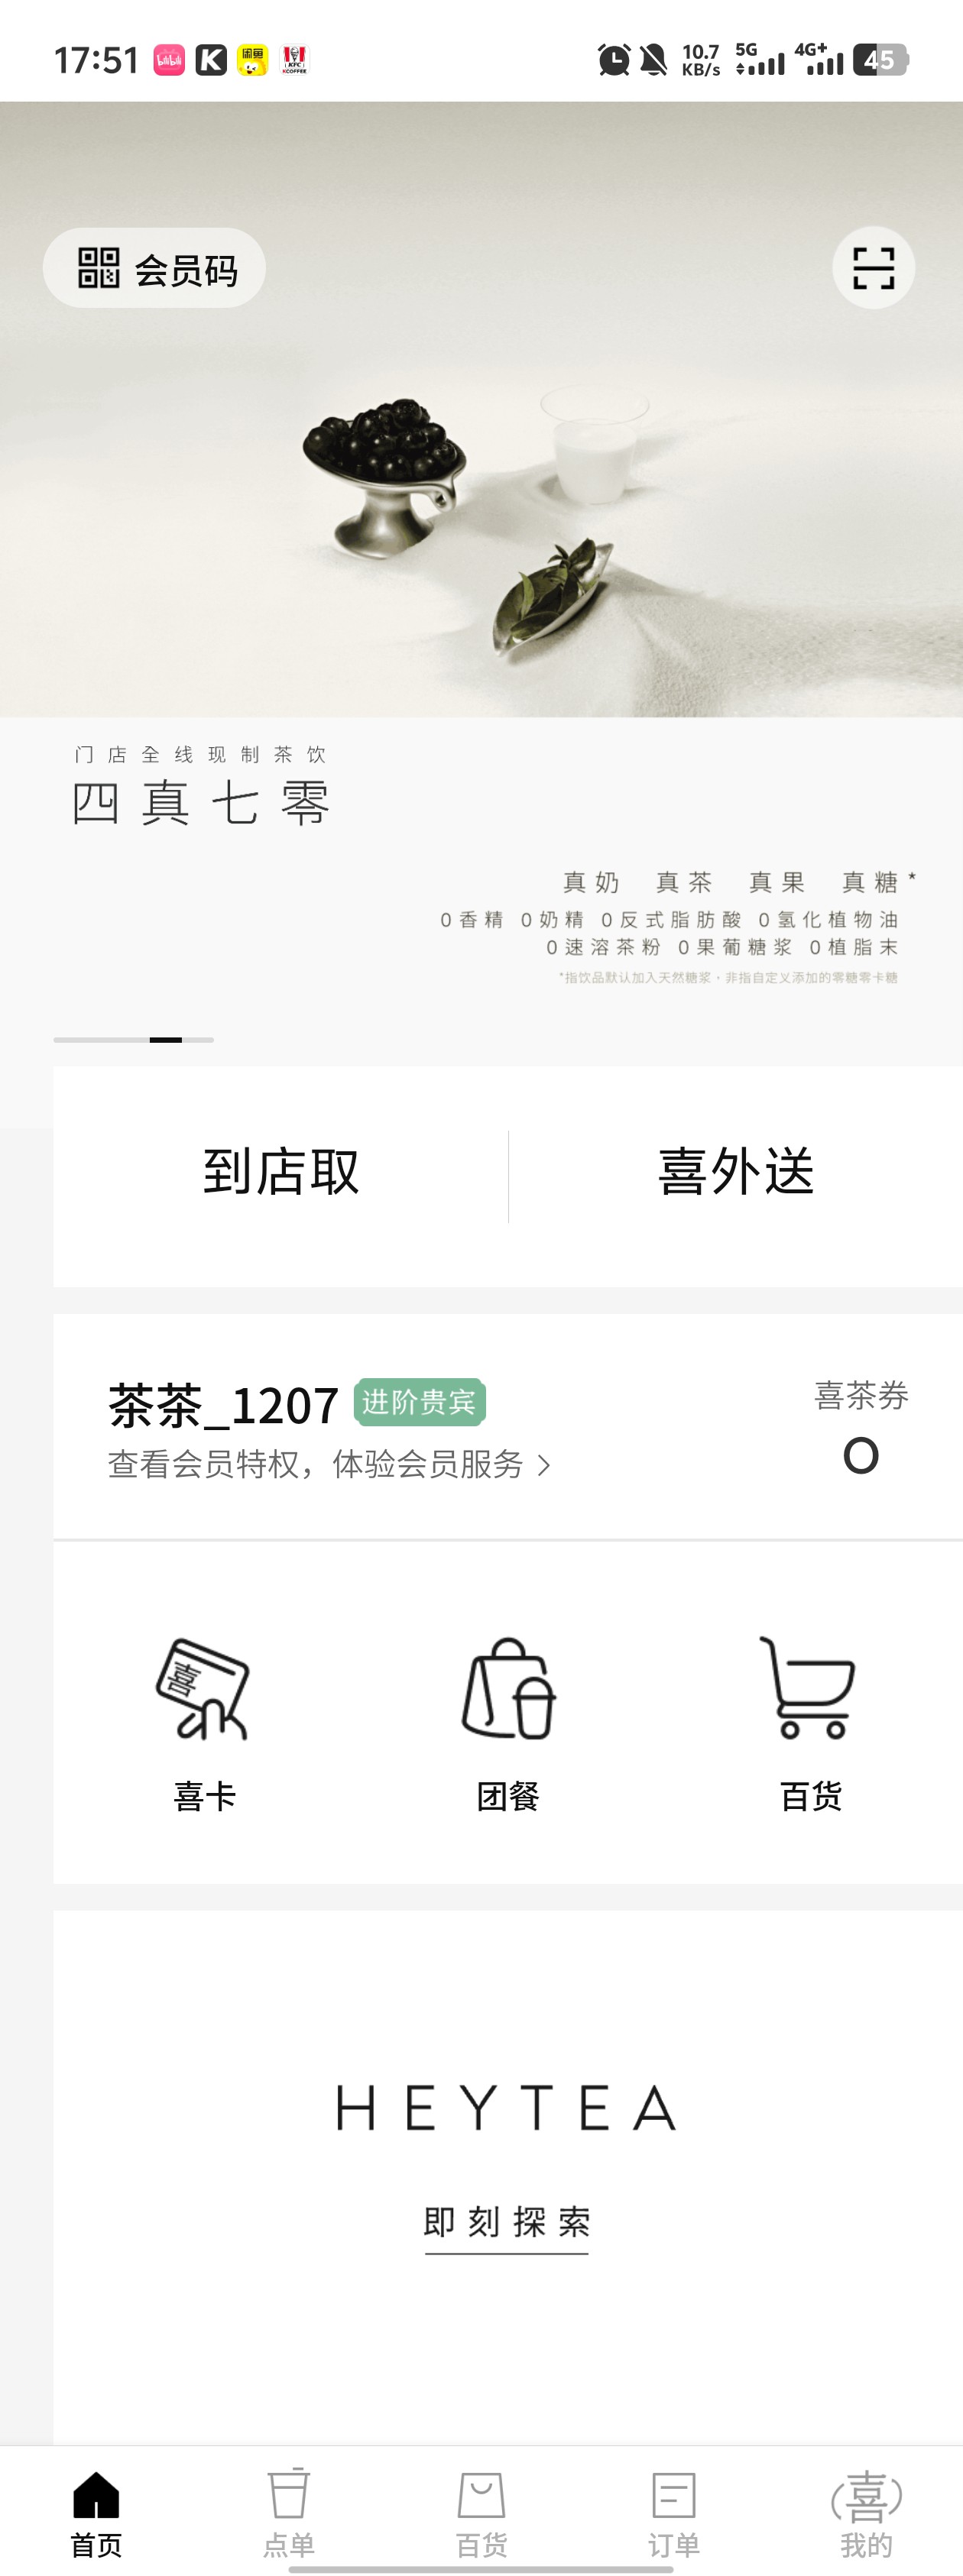 17:51
bilibili
K
闲鱼
KFC
KCOFFEE
10.7
KB/s
5G
4G+
45
会员码
门店全线现制茶饮
四真七零
真奶 真茶 真果 真糖*
0香精 0奶精 0反式脂肪酸 0氢化植物油
0速溶茶粉 0果葡糖浆 0植脂末
*指饮品默认加入天然糖浆，非指自定义添加的零糖零卡糖
到店取
喜外送
茶茶_1207 进阶贵宾
查看会员特权，体验会员服务 >
喜茶券
0
喜
喜卡
团餐
百货
HEYTEA
即刻探索
首页
点单
百货
订单
(喜)
我的